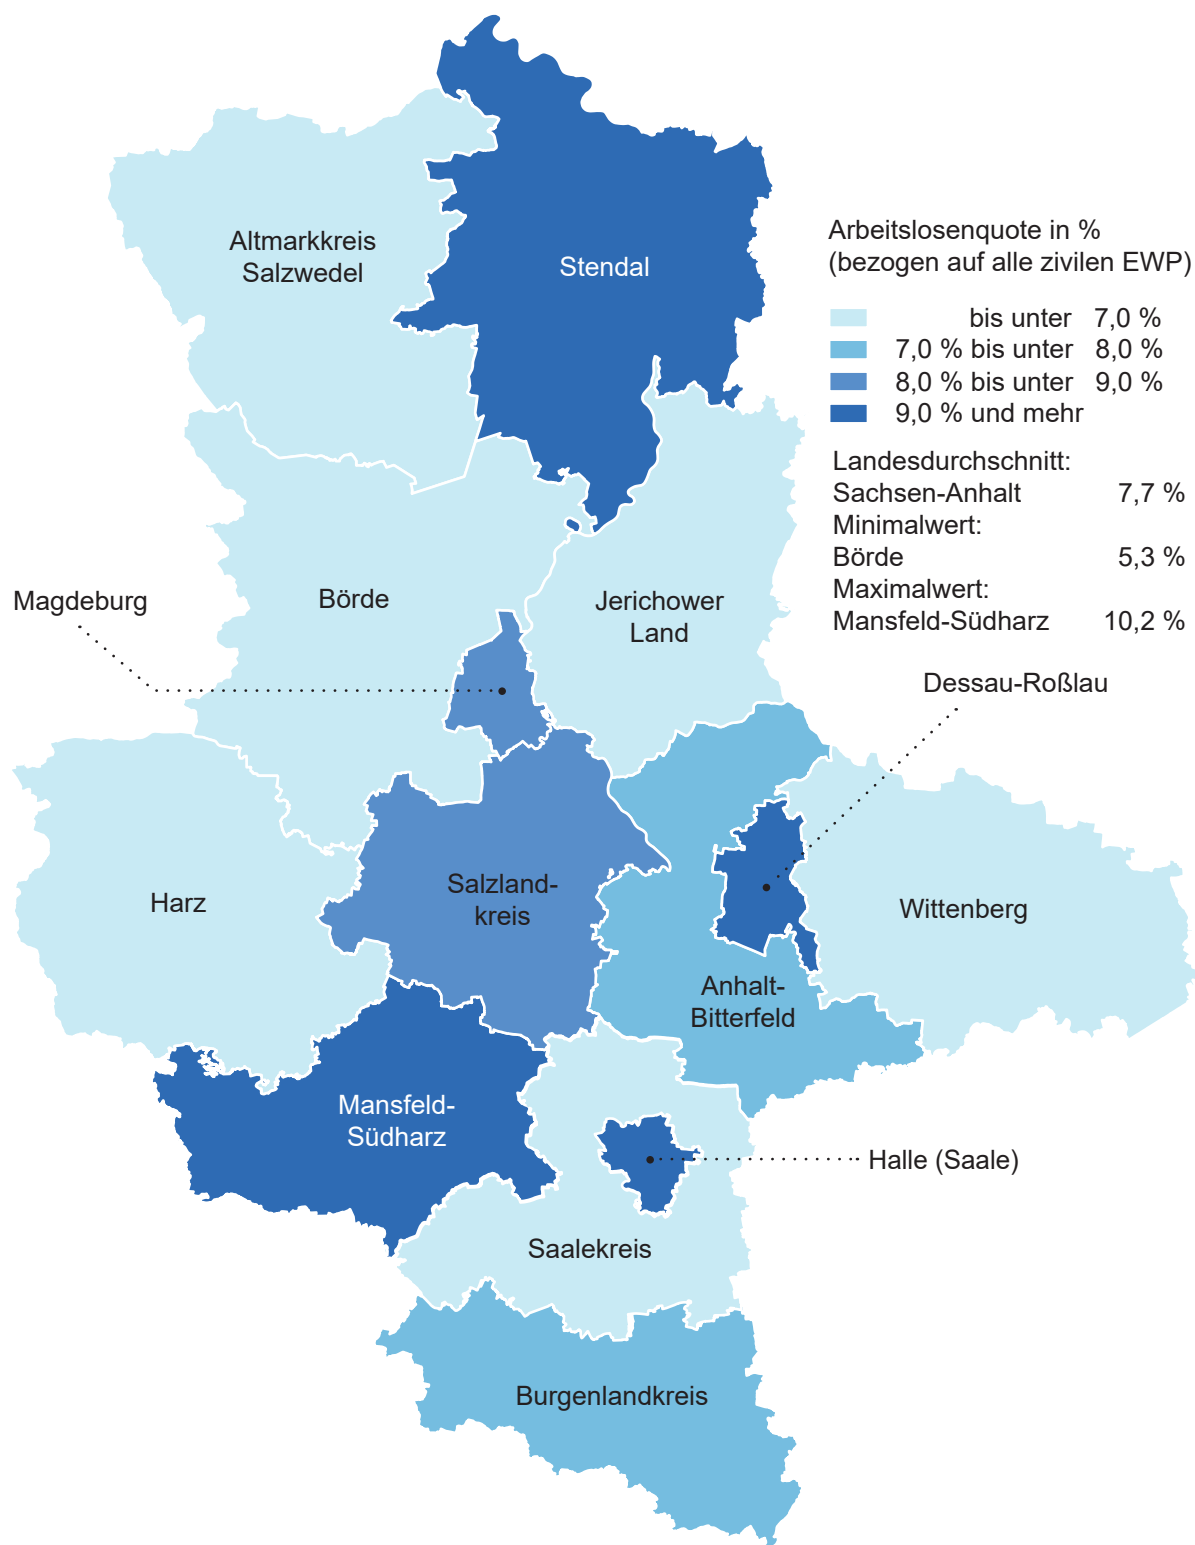 Altmarkkreis
Salzwedel
Stendal
Arbeitslosenquote in %
(bezogen auf alle zivilen EWP)
bis unter 7,0 %
7,0 % bis unter 8,0 %
8,0 % bis unter 9,0 %
9,0 % und mehr
Landesdurchschnitt:
Sachsen-Anhalt 7,7 %
Minimalwert:
Börde 5,3 %
Maximalwert:
Mansfeld-Südharz 10,2 %
Magdeburg
Börde
Jerichower
Land
Dessau-Roßlau
Harz
Salzland-
kreis
Wittenberg
Anhalt-
Bitterfeld
Mansfeld-
Südharz
Halle (Saale)
Saalekreis
Burgenlandkreis